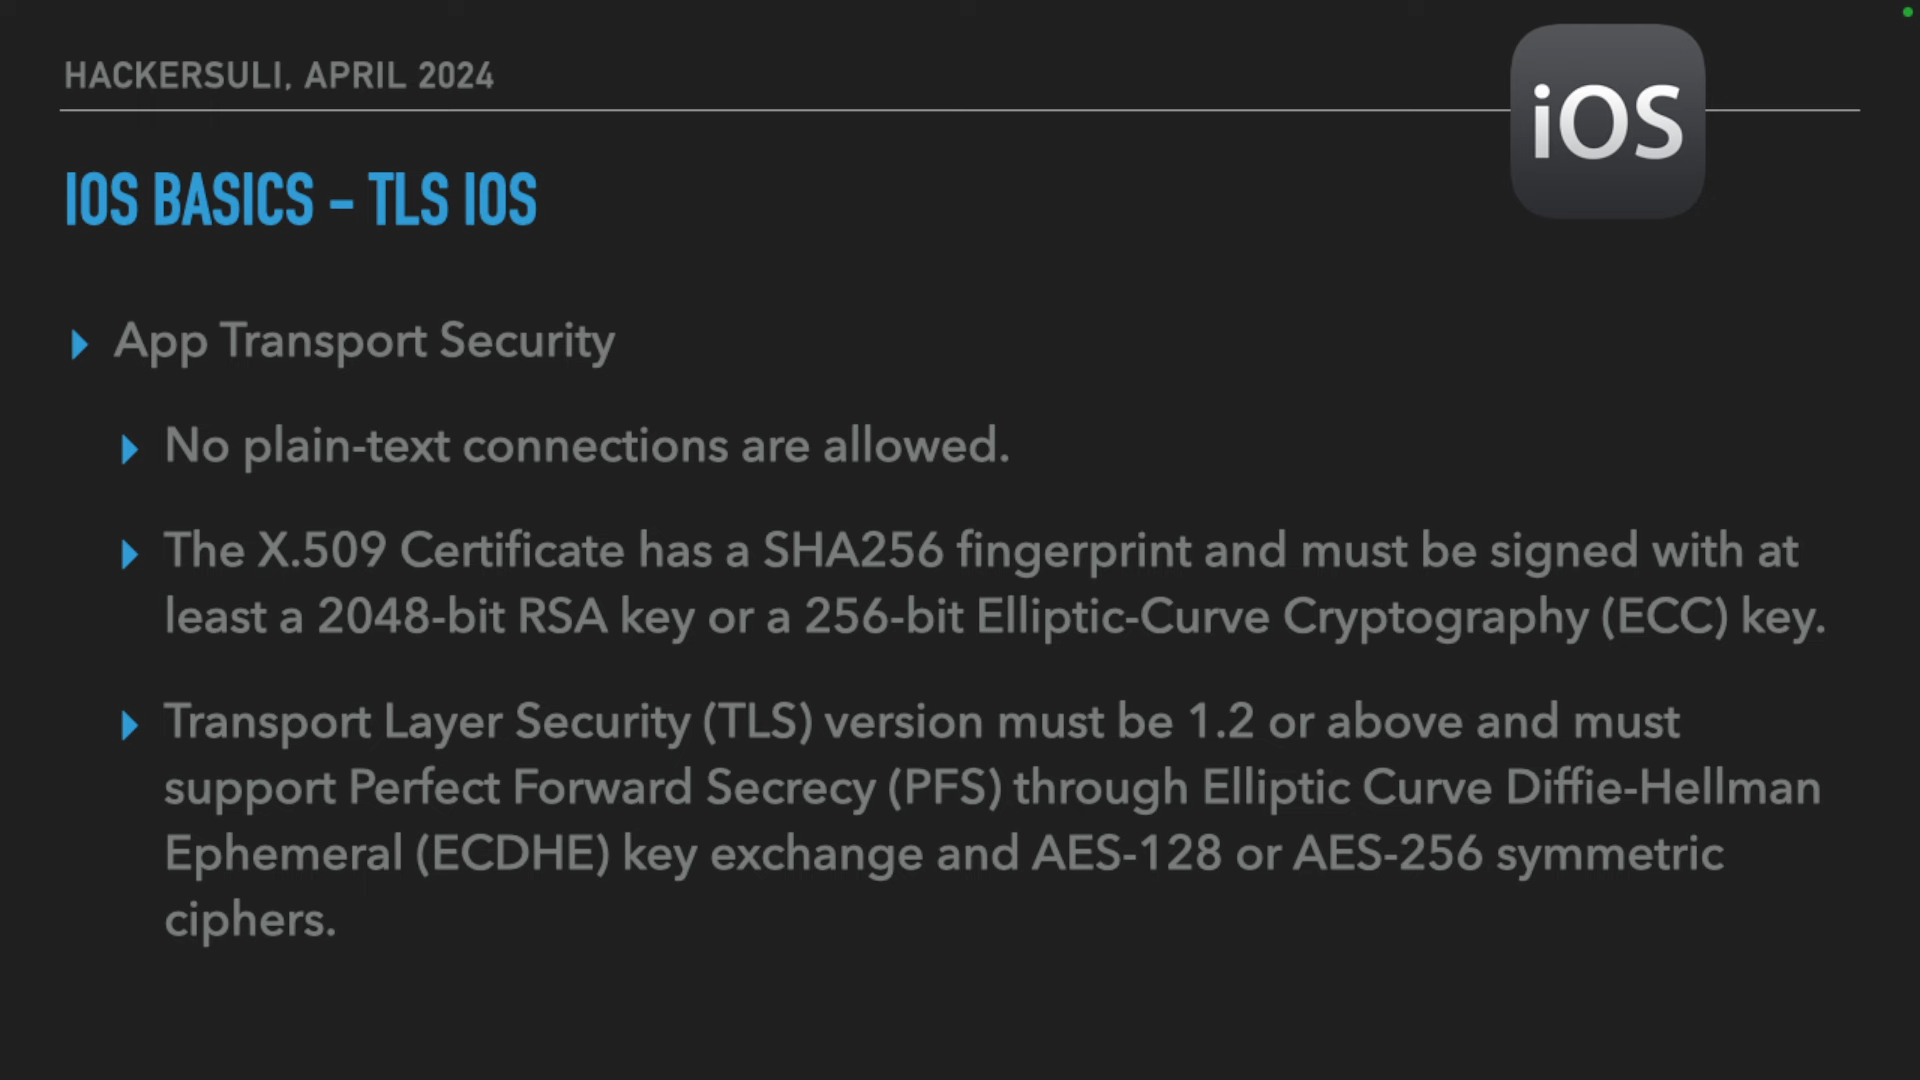 HACKERSULI, APRIL 2024
iOS
IOS BASICS - TLS IOS
App Transport Security
No plain-text connections are allowed.
The X.509 Certificate has a SHA256 fingerprint and must be signed with at
least a 2048-bit RSA key or a 256-bit Elliptic-Curve Cryptography (ECC) key.
Transport Layer Security (TLS) version must be 1.2 or above and must
support Perfect Forward Secrecy (PFS) through Elliptic Curve Diffie-Hellman
Ephemeral (ECDHE) key exchange and AES-128 or AES-256 symmetric
ciphers.